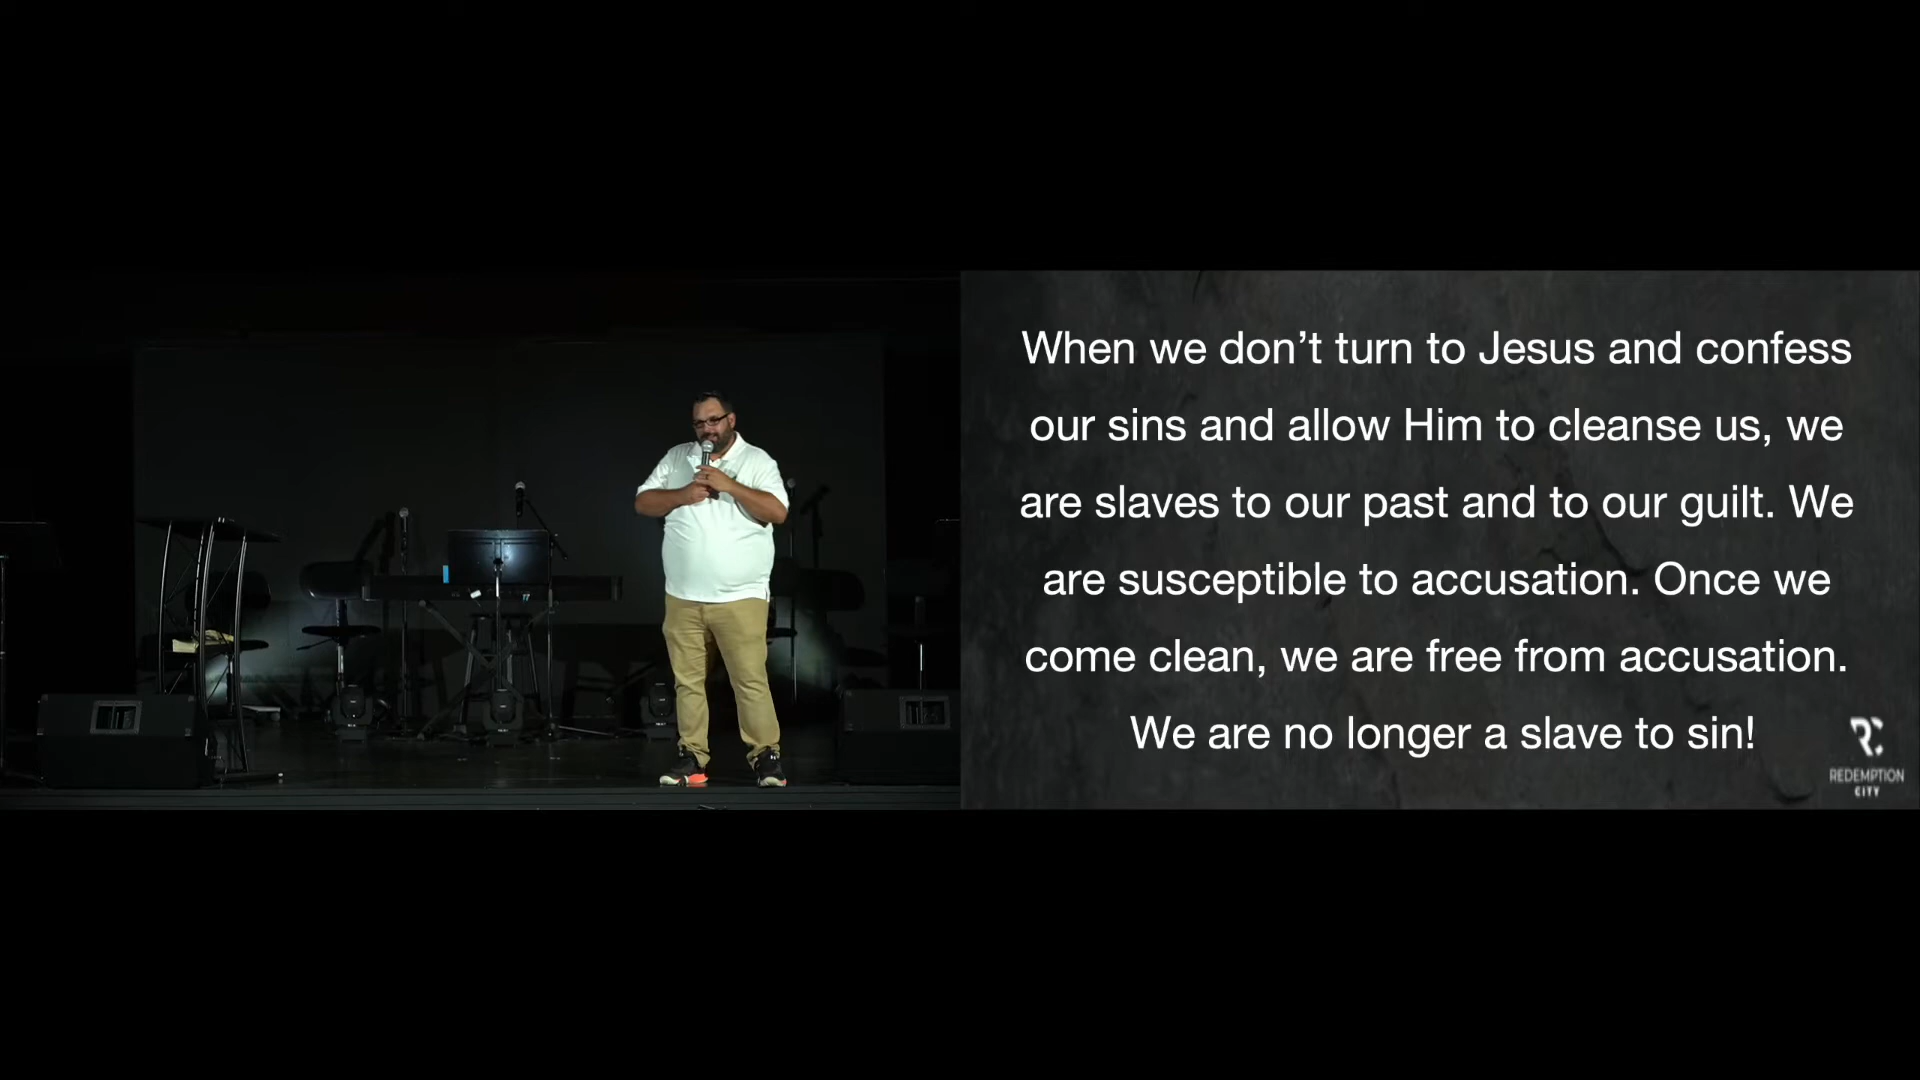 When we don’t turn to Jesus and confess
our sins and allow Him to cleanse us, we
are slaves to our past and to our guilt. We
are susceptible to accusation. Once we
come clean, we are free from accusation.
We are no longer a slave to sin!
RC
REDEMPTION
CITY